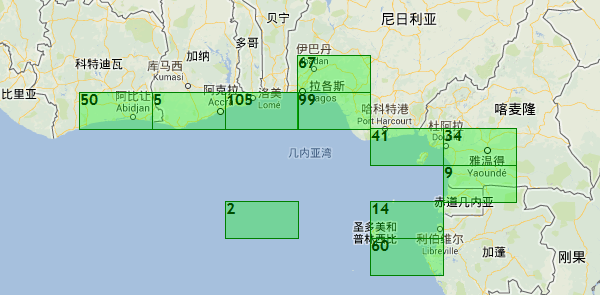 贝宁
尼日利亚
多哥
伊巴丹
加纳
科特迪瓦
库马西
Kumasi
67
拉各斯
Lagos
阿克拉
洛美
Lomé
比里亚
50
阿比让
Abidjan
5
105
99
哈科特港
Port Harcourt
喀麦隆
杜阿拉
41
34
几内亚湾
雅温得
Yaoundé
9
赤道几内亚
2
14
圣多美和
普林西比
利伯维尔
Libreville
60
加蓬
刚果